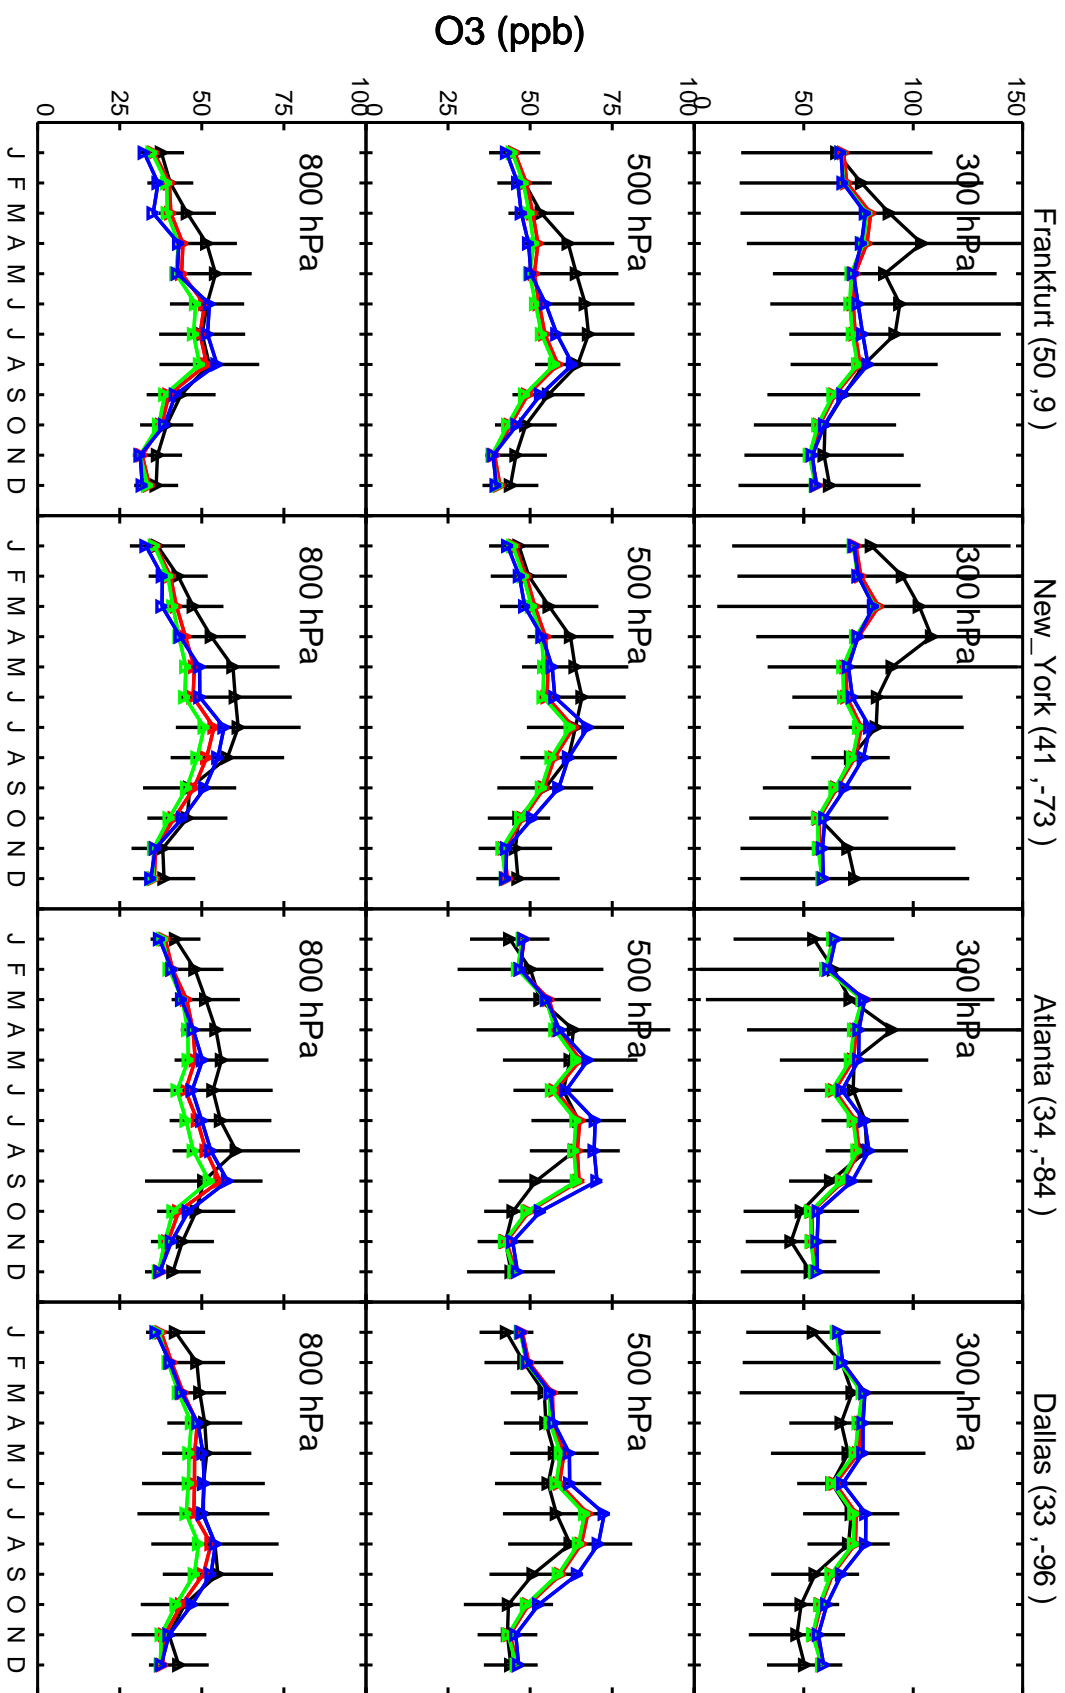 Frankfurt (50 ,9 ) New_York (41 ,-73 ) Atlanta (34 ,-84 ) Dallas (33 ,-96 )
150
300 hPa 300 hPa 300 hPa 300 hPa
100
50
0
100
500 hPa 500 hPa 500 hPa 500 hPa
75
50
25
0
100
800 hPa 800 hPa 800 hPa 800 hPa
75
50
25
0
J F M A M J J A S O N D J F M A M J J A S O N D J F M A M J J A S O N D J F M A M J J A S O N D
O3 (ppb)